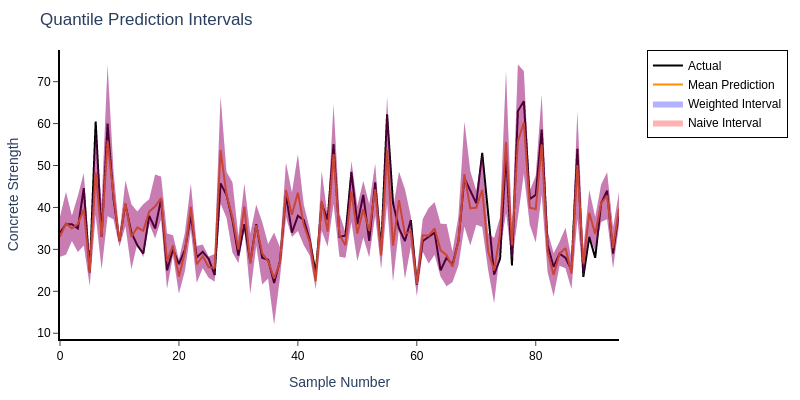 Quantile Prediction Intervals
Actual
Mean Prediction
Weighted Interval
Naive Interval
Concrete Strength
70
60
50
40
30
20
10
0
20
40
60
80
Sample Number